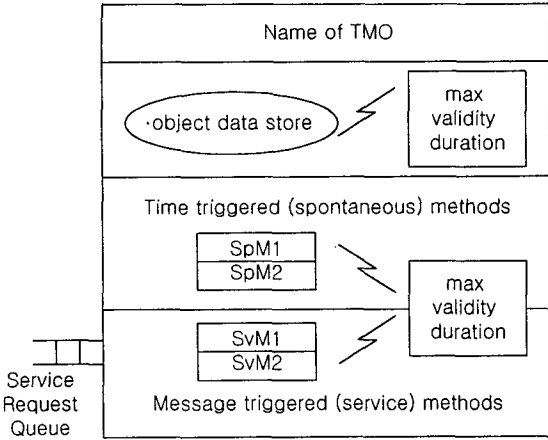 Name of TMO
·object data store
max
validity
duration
Time triggered (spontaneous) methods
SpM1
SpM2
max
validity
duration
SvM1
SvM2
Service
Request
Queue
Message triggered (service) methods